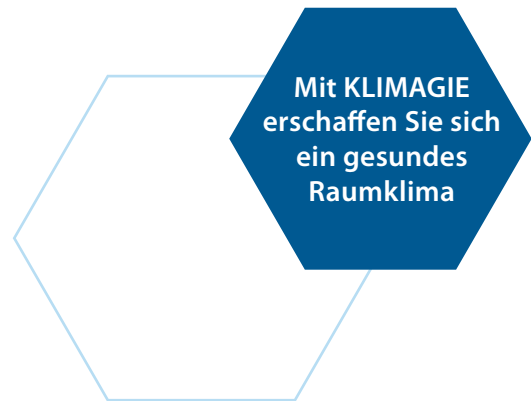 Mit KLIMAGIE
erschaffen Sie sich
ein gesundes
Raumklima